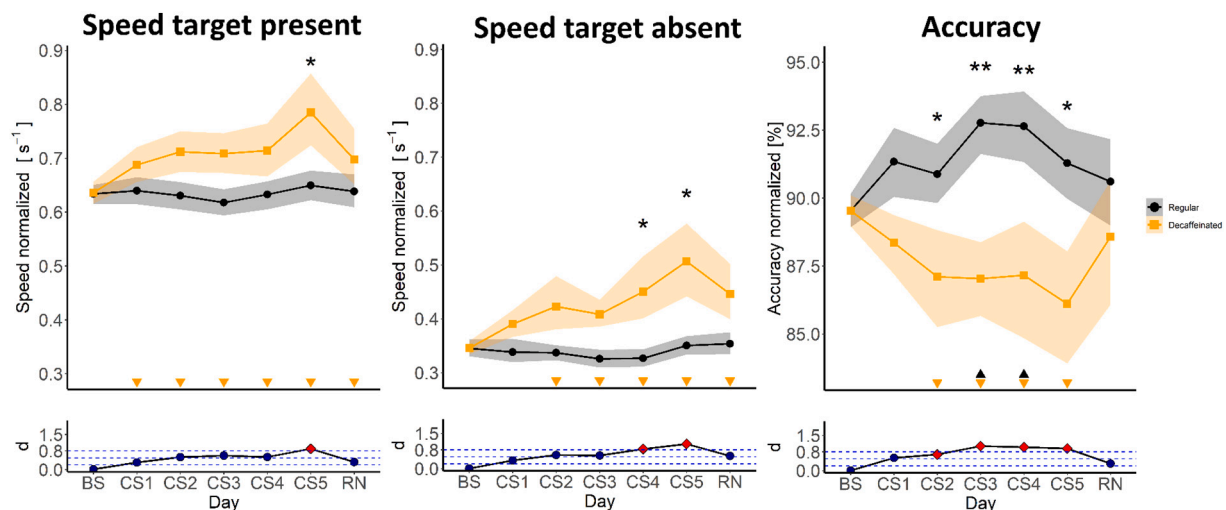 Speed target present
Speed normalized [ s⁻¹ ]
0.9
0.8
0.7
0.6
0.5
0.4
0.3
*
d
1.5
0.8
0.0
BS CS1 CS2 CS3 CS4 CS5 RN
Day
Speed target absent
Speed normalized [ s⁻¹ ]
0.9
0.8
0.7
0.6
0.5
0.4
0.3
* *
d
1.5
0.8
0.0
BS CS1 CS2 CS3 CS4 CS5 RN
Day
Accuracy
Accuracy normalized [%]
95.0
92.5
90.0
87.5
85.0
* ** ** *
d
1.5
0.8
0.0
BS CS1 CS2 CS3 CS4 CS5 RN
Day
Regular
Decaffeinated